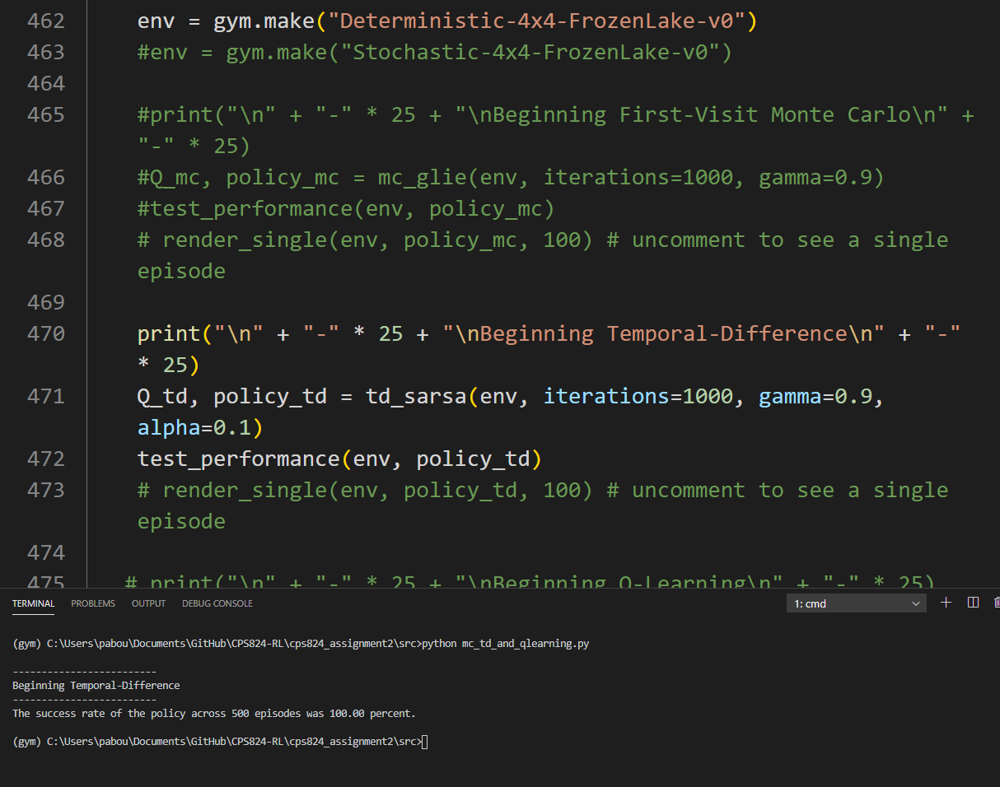 462 env = gym.make("Deterministic-4x4-FrozenLake-v0")
463 #env = gym.make("Stochastic-4x4-FrozenLake-v0")
464
465 #print("\n" + "-" * 25 + "\nBeginning First-Visit Monte Carlo\n" +
"-" * 25)
466 #Q_mc, policy_mc = mc_glie(env, iterations=1000, gamma=0.9)
467 #test_performance(env, policy_mc)
468 # render_single(env, policy_mc, 100) # uncomment to see a single
episode
469
470 print("\n" + "-" * 25 + "\nBeginning Temporal-Difference\n" + "-"
* 25)
471 Q_td, policy_td = td_sarsa(env, iterations=1000, gamma=0.9,
alpha=0.1)
472 test_performance(env, policy_td)
473 # render_single(env, policy_td, 100) # uncomment to see a single
episode
474
475 # print("\n" + "-" * 25 + "\nBeginning Q-Learning\n" + "-" * 25)
TERMINAL PROBLEMS OUTPUT DEBUG CONSOLE 1: cmd
(gym) C:\Users\pabou\Documents\GitHub\CPS824-RL\cps824_assignment2\src>python mc_td_and_qlearning.py
-------------------------
Beginning Temporal-Difference
-------------------------
The success rate of the policy across 500 episodes was 100.00 percent.
(gym) C:\Users\pabou\Documents\GitHub\CPS824-RL\cps824_assignment2\src>